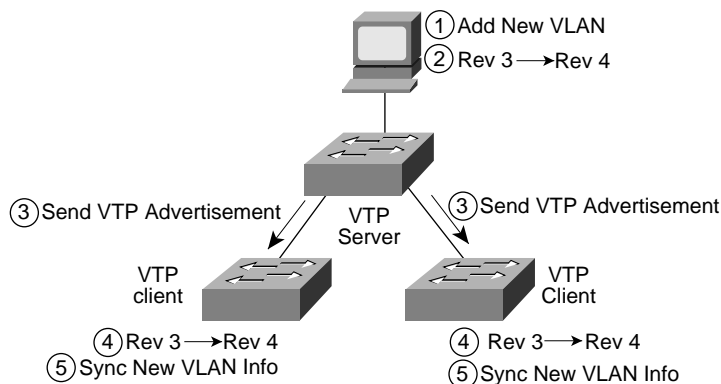 ① Add New VLAN
② Rev 3 → Rev 4
③ Send VTP Advertisement
VTP
Server
③ Send VTP Advertisement
VTP
client
VTP
Client
④ Rev 3 → Rev 4
⑤ Sync New VLAN Info
④ Rev 3 → Rev 4
⑤ Sync New VLAN Info